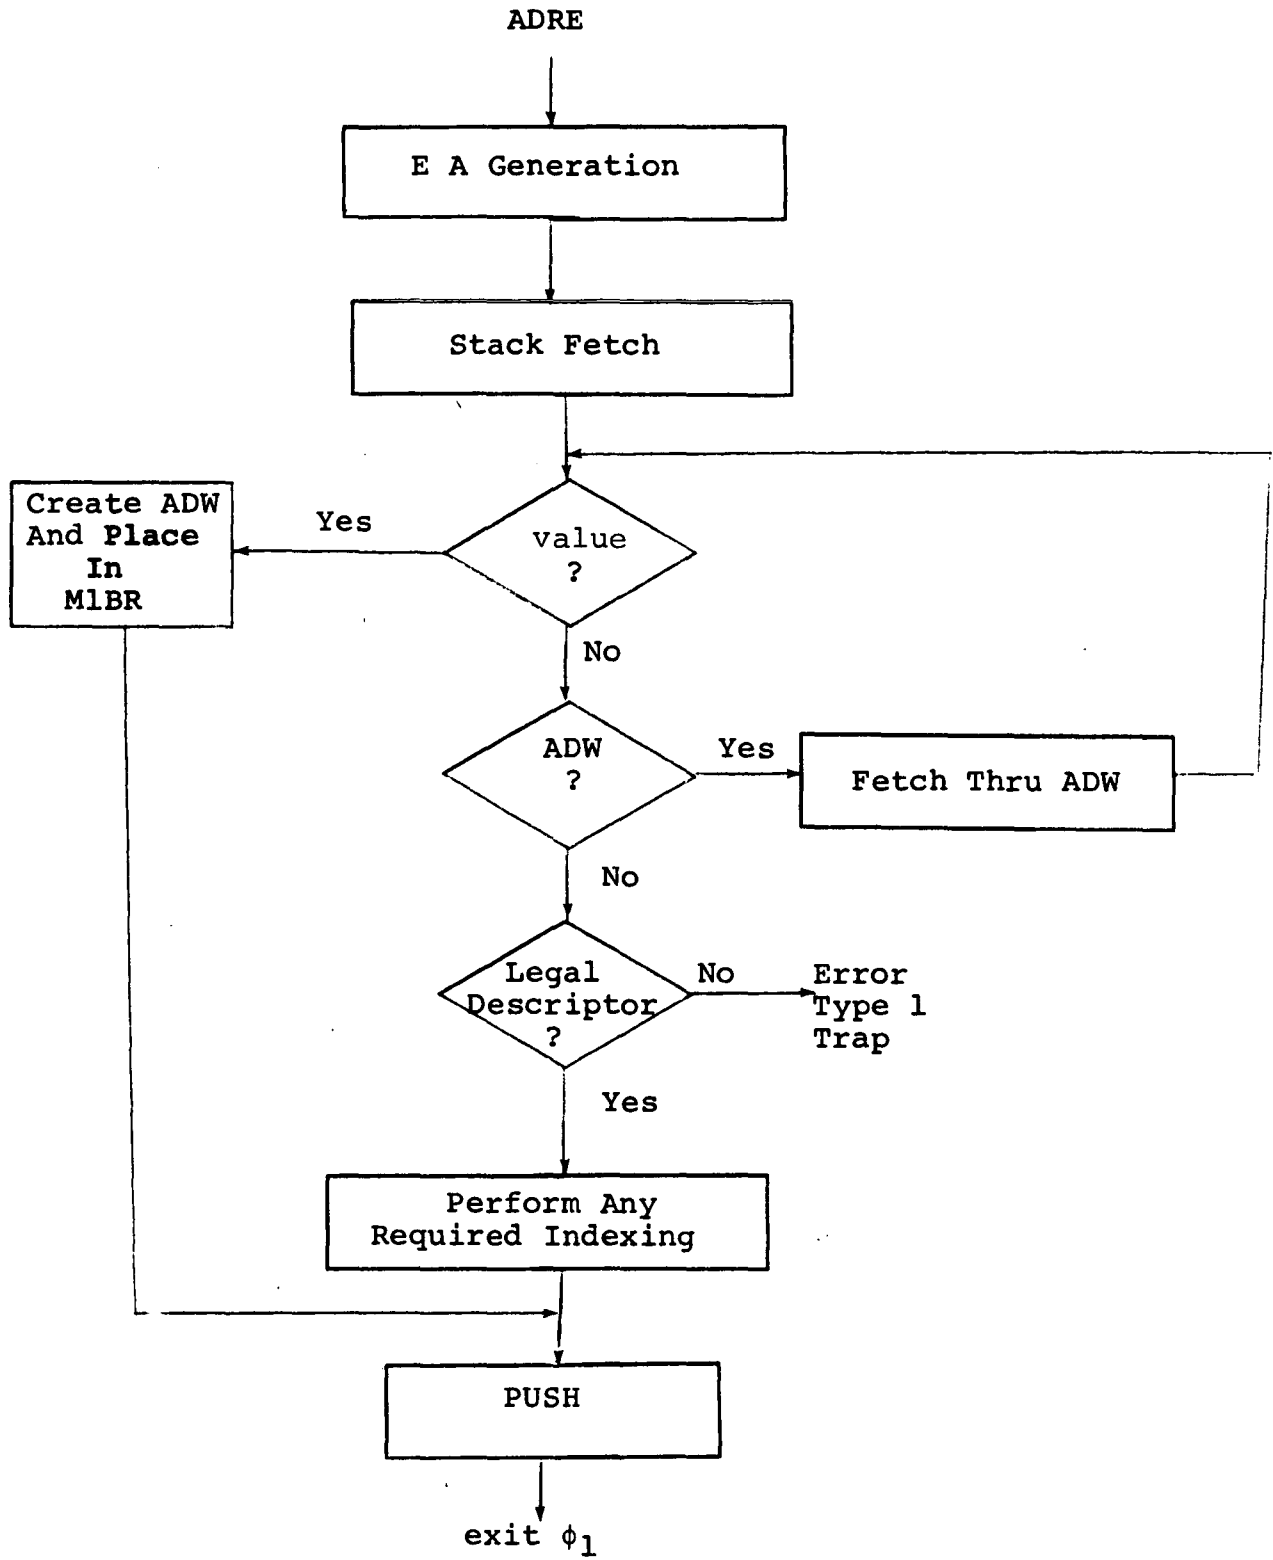 ADRE
E A Generation
Stack Fetch
Create ADW
And Place
In
M1BR
Yes
value
?
No
ADW
?
Yes
Fetch Thru ADW
No
Legal
Descriptor
?
No
Error
Type 1
Trap
Yes
Perform Any
Required Indexing
PUSH
exit ϕ1